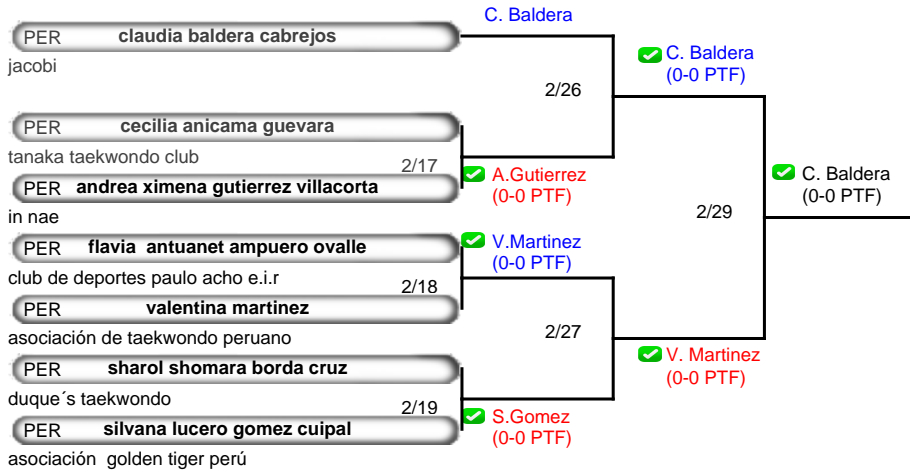 C. Baldera
PER claudia baldera cabrejos
jacobi
C. Baldera
(0-0 PTF)
2/26
PER cecilia anicama guevara
tanaka taekwondo club
2/17
A.Gutierrez
(0-0 PTF)
PER andrea ximena gutierrez villacorta
in nae
C. Baldera
(0-0 PTF)
2/29
PER flavia antuanet ampuero ovalle
club de deportes paulo acho e.i.r
2/18
V.Martinez
(0-0 PTF)
PER valentina martinez
asociación de taekwondo peruano
2/27
V. Martinez
(0-0 PTF)
PER sharol shomara borda cruz
duque´s taekwondo
2/19
S.Gomez
(0-0 PTF)
PER silvana lucero gomez cuipal
asociación golden tiger perú